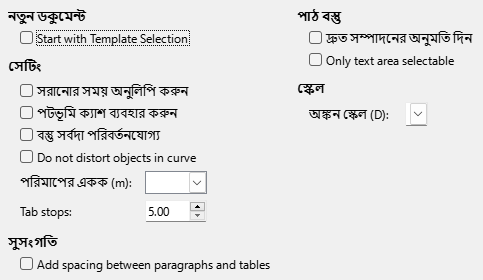 নতুন ডকুমেন্ট
Start with Template Selection
সেটিং
সরানোর সময় অনুলিপি করুন
পটভূমি ক্যাশ ব্যবহার করুন
বস্তু সর্বদা পরিবর্তনযোগ্য
Do not distort objects in curve
পরিমাপের একক (m):
Tab stops:
5.00
সুসংগতি
Add spacing between paragraphs and tables
পাঠ বস্তু
দ্রুত সম্পাদনের অনুমতি দিন
Only text area selectable
স্কেল
অঙ্কন স্কেল (D):